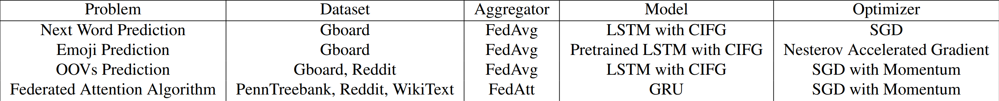 Problem Dataset Aggregator Model Optimizer
Next Word Prediction Gboard FedAvg LSTM with CIFG SGD
Emoji Prediction Gboard FedAvg Pretrained LSTM with CIFG Nesterov Accelerated Gradient
OOVs Prediction Gboard, Reddit FedAvg LSTM with CIFG SGD with Momentum
Federated Attention Algorithm PennTreebank, Reddit, WikiText FedAtt GRU SGD with Momentum